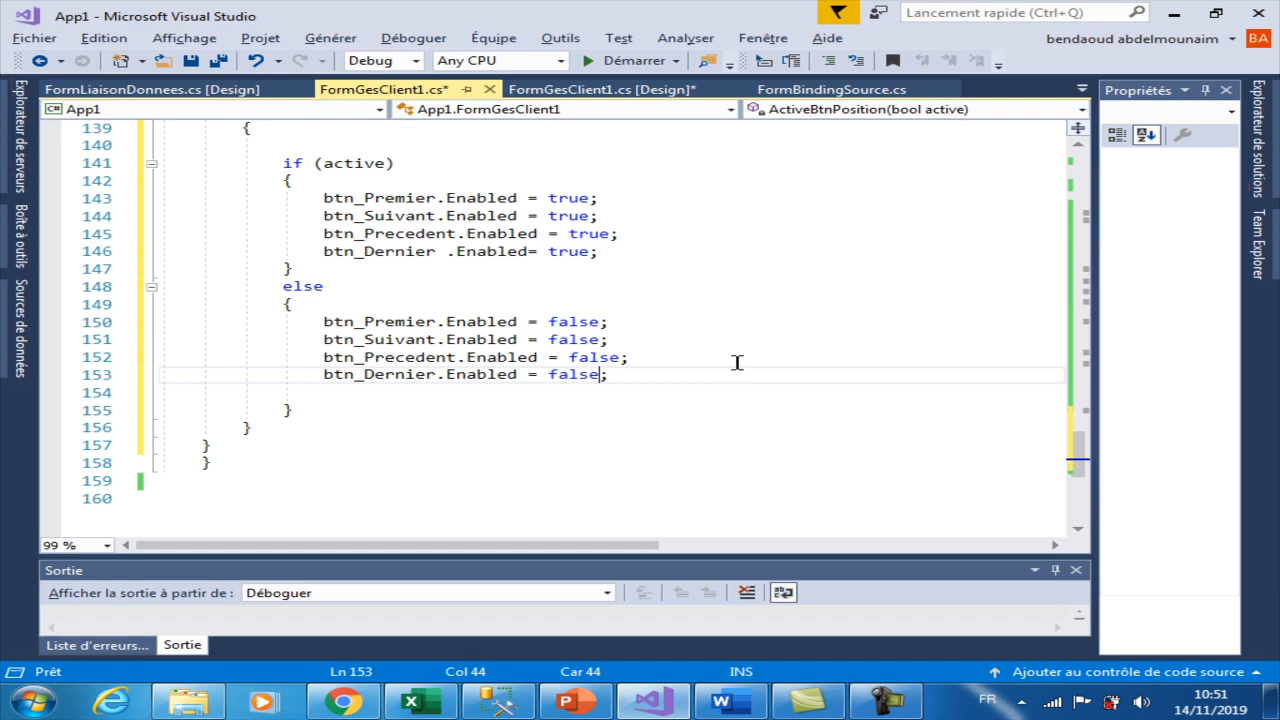 App1 - Microsoft Visual Studio
Lancement rapide (Ctrl+Q)
Fichier Edition Affichage Projet Générer Déboguer Équipe Outils Test Analyser Fenêtre Aide
bendaoud abdelmounaim BA
Debug Any CPU Démarrer
FormLiaisonDonnees.cs [Design] FormGesClient1.cs* FormGesClient1.cs [Design]* FormBindingSource.cs
App1 App1.FormGesClient1 ActiveBtnPosition(bool active)
Explorateur de serveurs
Boîte à outils
Sources de données
139 {
140
141 if (active)
142 {
143 btn_Premier.Enabled = true;
144 btn_Suivant.Enabled = true;
145 btn_Precedent.Enabled = true;
146 btn_Dernier .Enabled= true;
147 }
148 else
149 {
150 btn_Premier.Enabled = false;
151 btn_Suivant.Enabled = false;
152 btn_Precedent.Enabled = false;
153 btn_Dernier.Enabled = false;
154
155 }
156 }
157 }
158 }
159
160
99 %
Propriétés
Explorateur de solutions
Team Explorer
Sortie
Afficher la sortie à partir de : Déboguer
Liste d'erreurs... Sortie
Prêt Ln 153 Col 44 Car 44 INS Ajouter au contrôle de code source
FR
10:51
14/11/2019